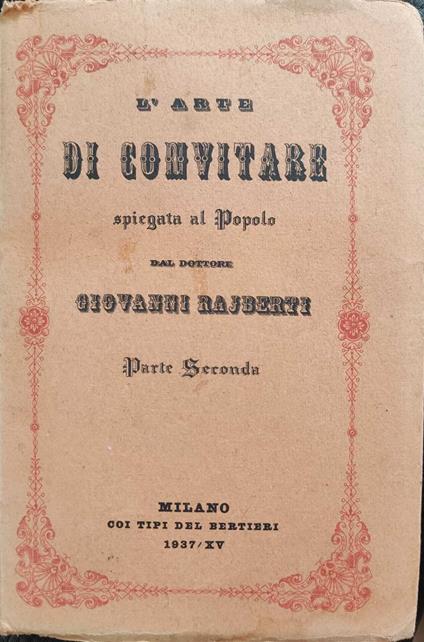 L' ARTE
DI CONVITARE
spiegata al Popolo
DAL DOTTORE
GIOVANNI RAJBERTI
Parte Seconda
MILANO
COI TIPI DEL BERTIERI
1937/XV